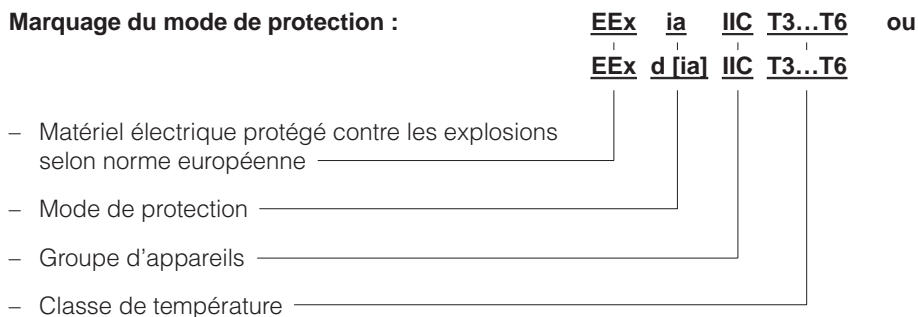 Marquage du mode de protection : EEx ia IIC T3…T6 ou
EEx d [ia] IIC T3…T6
– Matériel électrique protégé contre les explosions
selon norme européenne
– Mode de protection
– Groupe d’appareils
– Classe de température